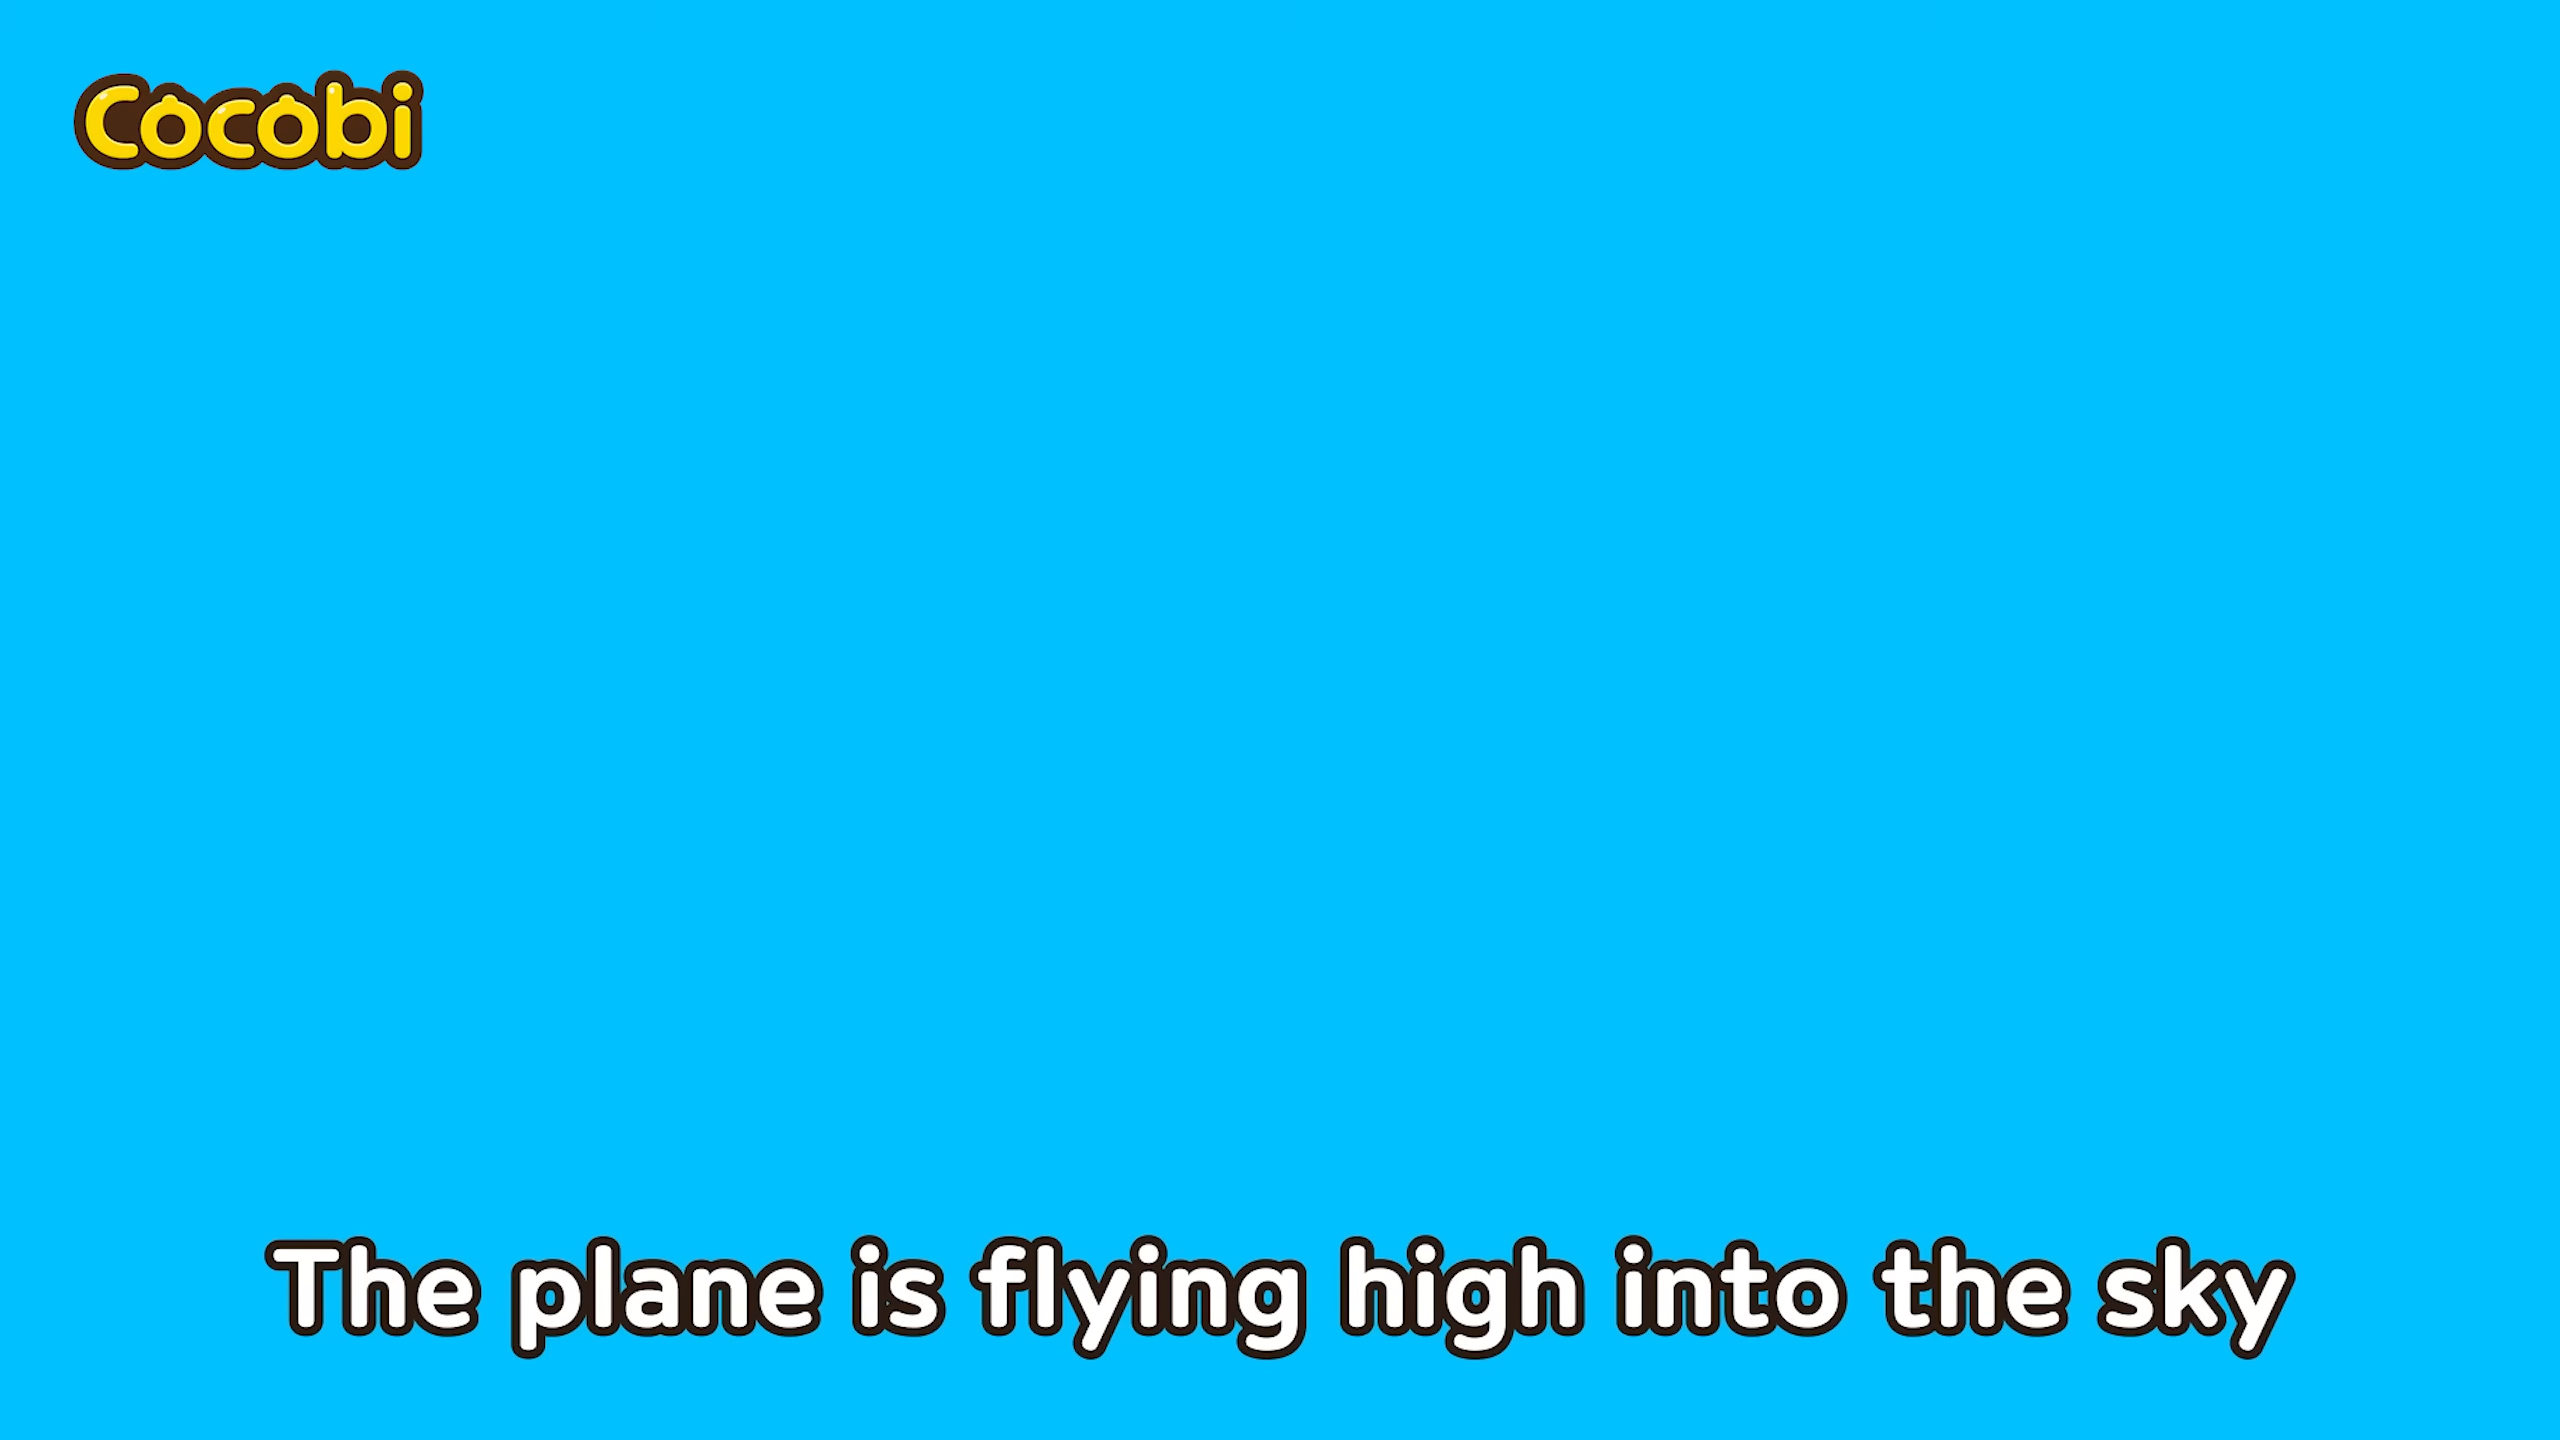 Cocobi
The plane is flying high into the sky